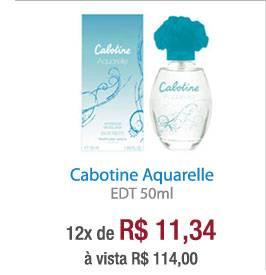 Cabotine
Aquarelle
Cabotine
Cabotine Aquarelle
EDT 50ml
12x de R$ 11,34
à vista R$ 114,00